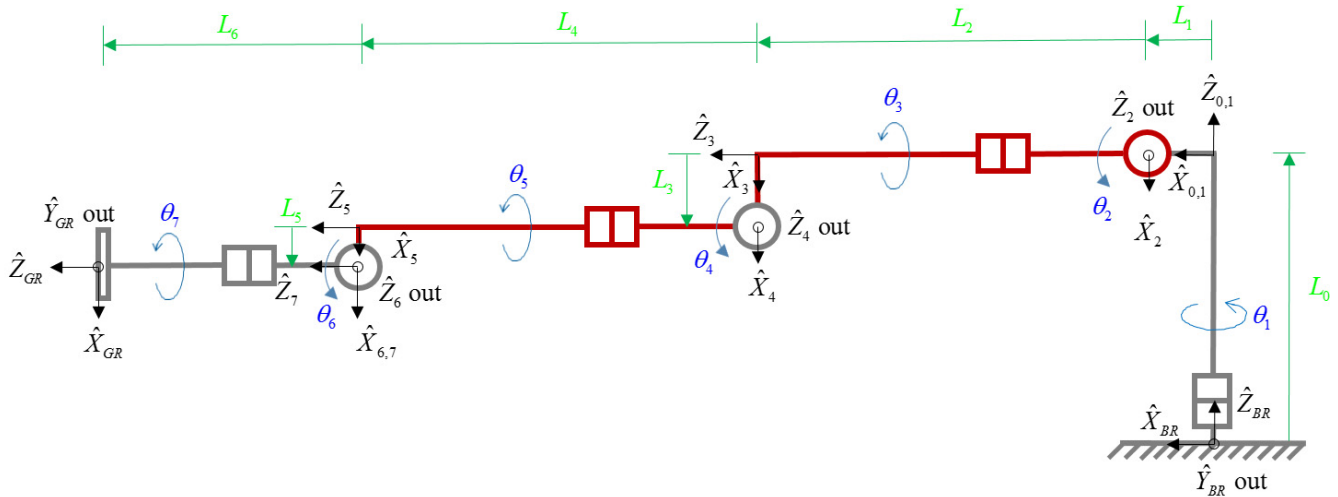 L₆ L₄ L₂ L₁
θ₃ Ẑ₂ out Ẑ₀,₁
Ẑ₃
X̂₃ X̂₀,₁
L₃
θ₅ θ₂
Ŷ_GR out θ₇ L₅ Ẑ₅ X̂₂
Ẑ₄ out
X̂₅ θ₄
Ẑ_GR Ẑ₇ Ẑ₆ out X̂₄ L₀
θ₆ θ₁
X̂_GR X̂₆,₇
Ẑ_BR
X̂_BR
Ŷ_BR out